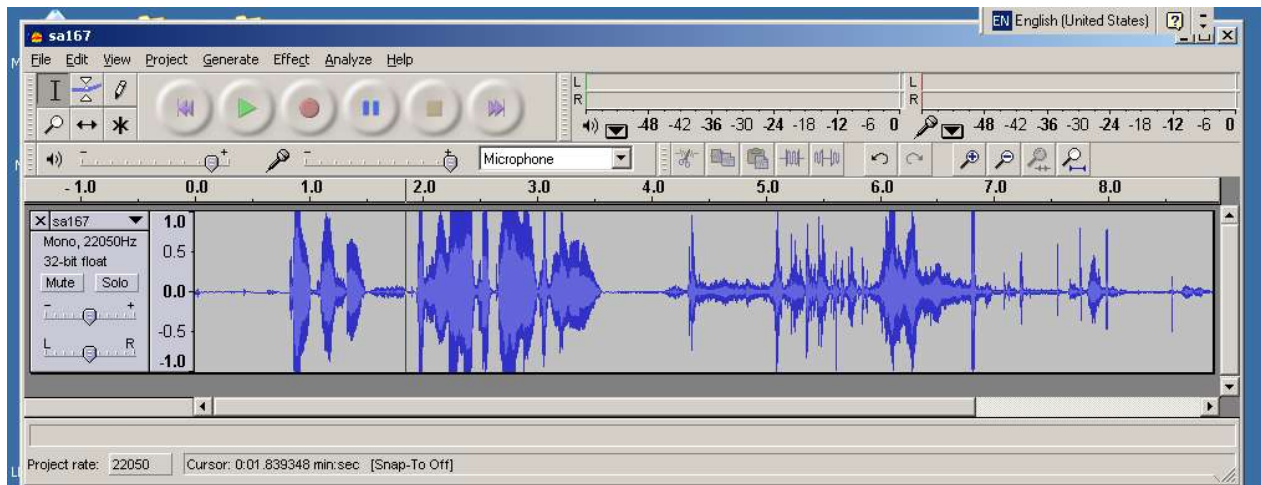 EN English (United States)
sa167
File Edit View Project Generate Effect Analyze Help
L
R
-48 -42 -36 -30 -24 -18 -12 -6 0
L
R
-48 -42 -36 -30 -24 -18 -12 -6 0
- +
- +
Microphone
- 1.0 0.0 1.0 2.0 3.0 4.0 5.0 6.0 7.0 8.0
X sa167
Mono, 22050Hz
32-bit float
Mute Solo
- +
L R
1.0
0.5
0.0
-0.5
-1.0
Project rate: 22050 Cursor: 0:01.839348 min:sec [Snap-To Off]